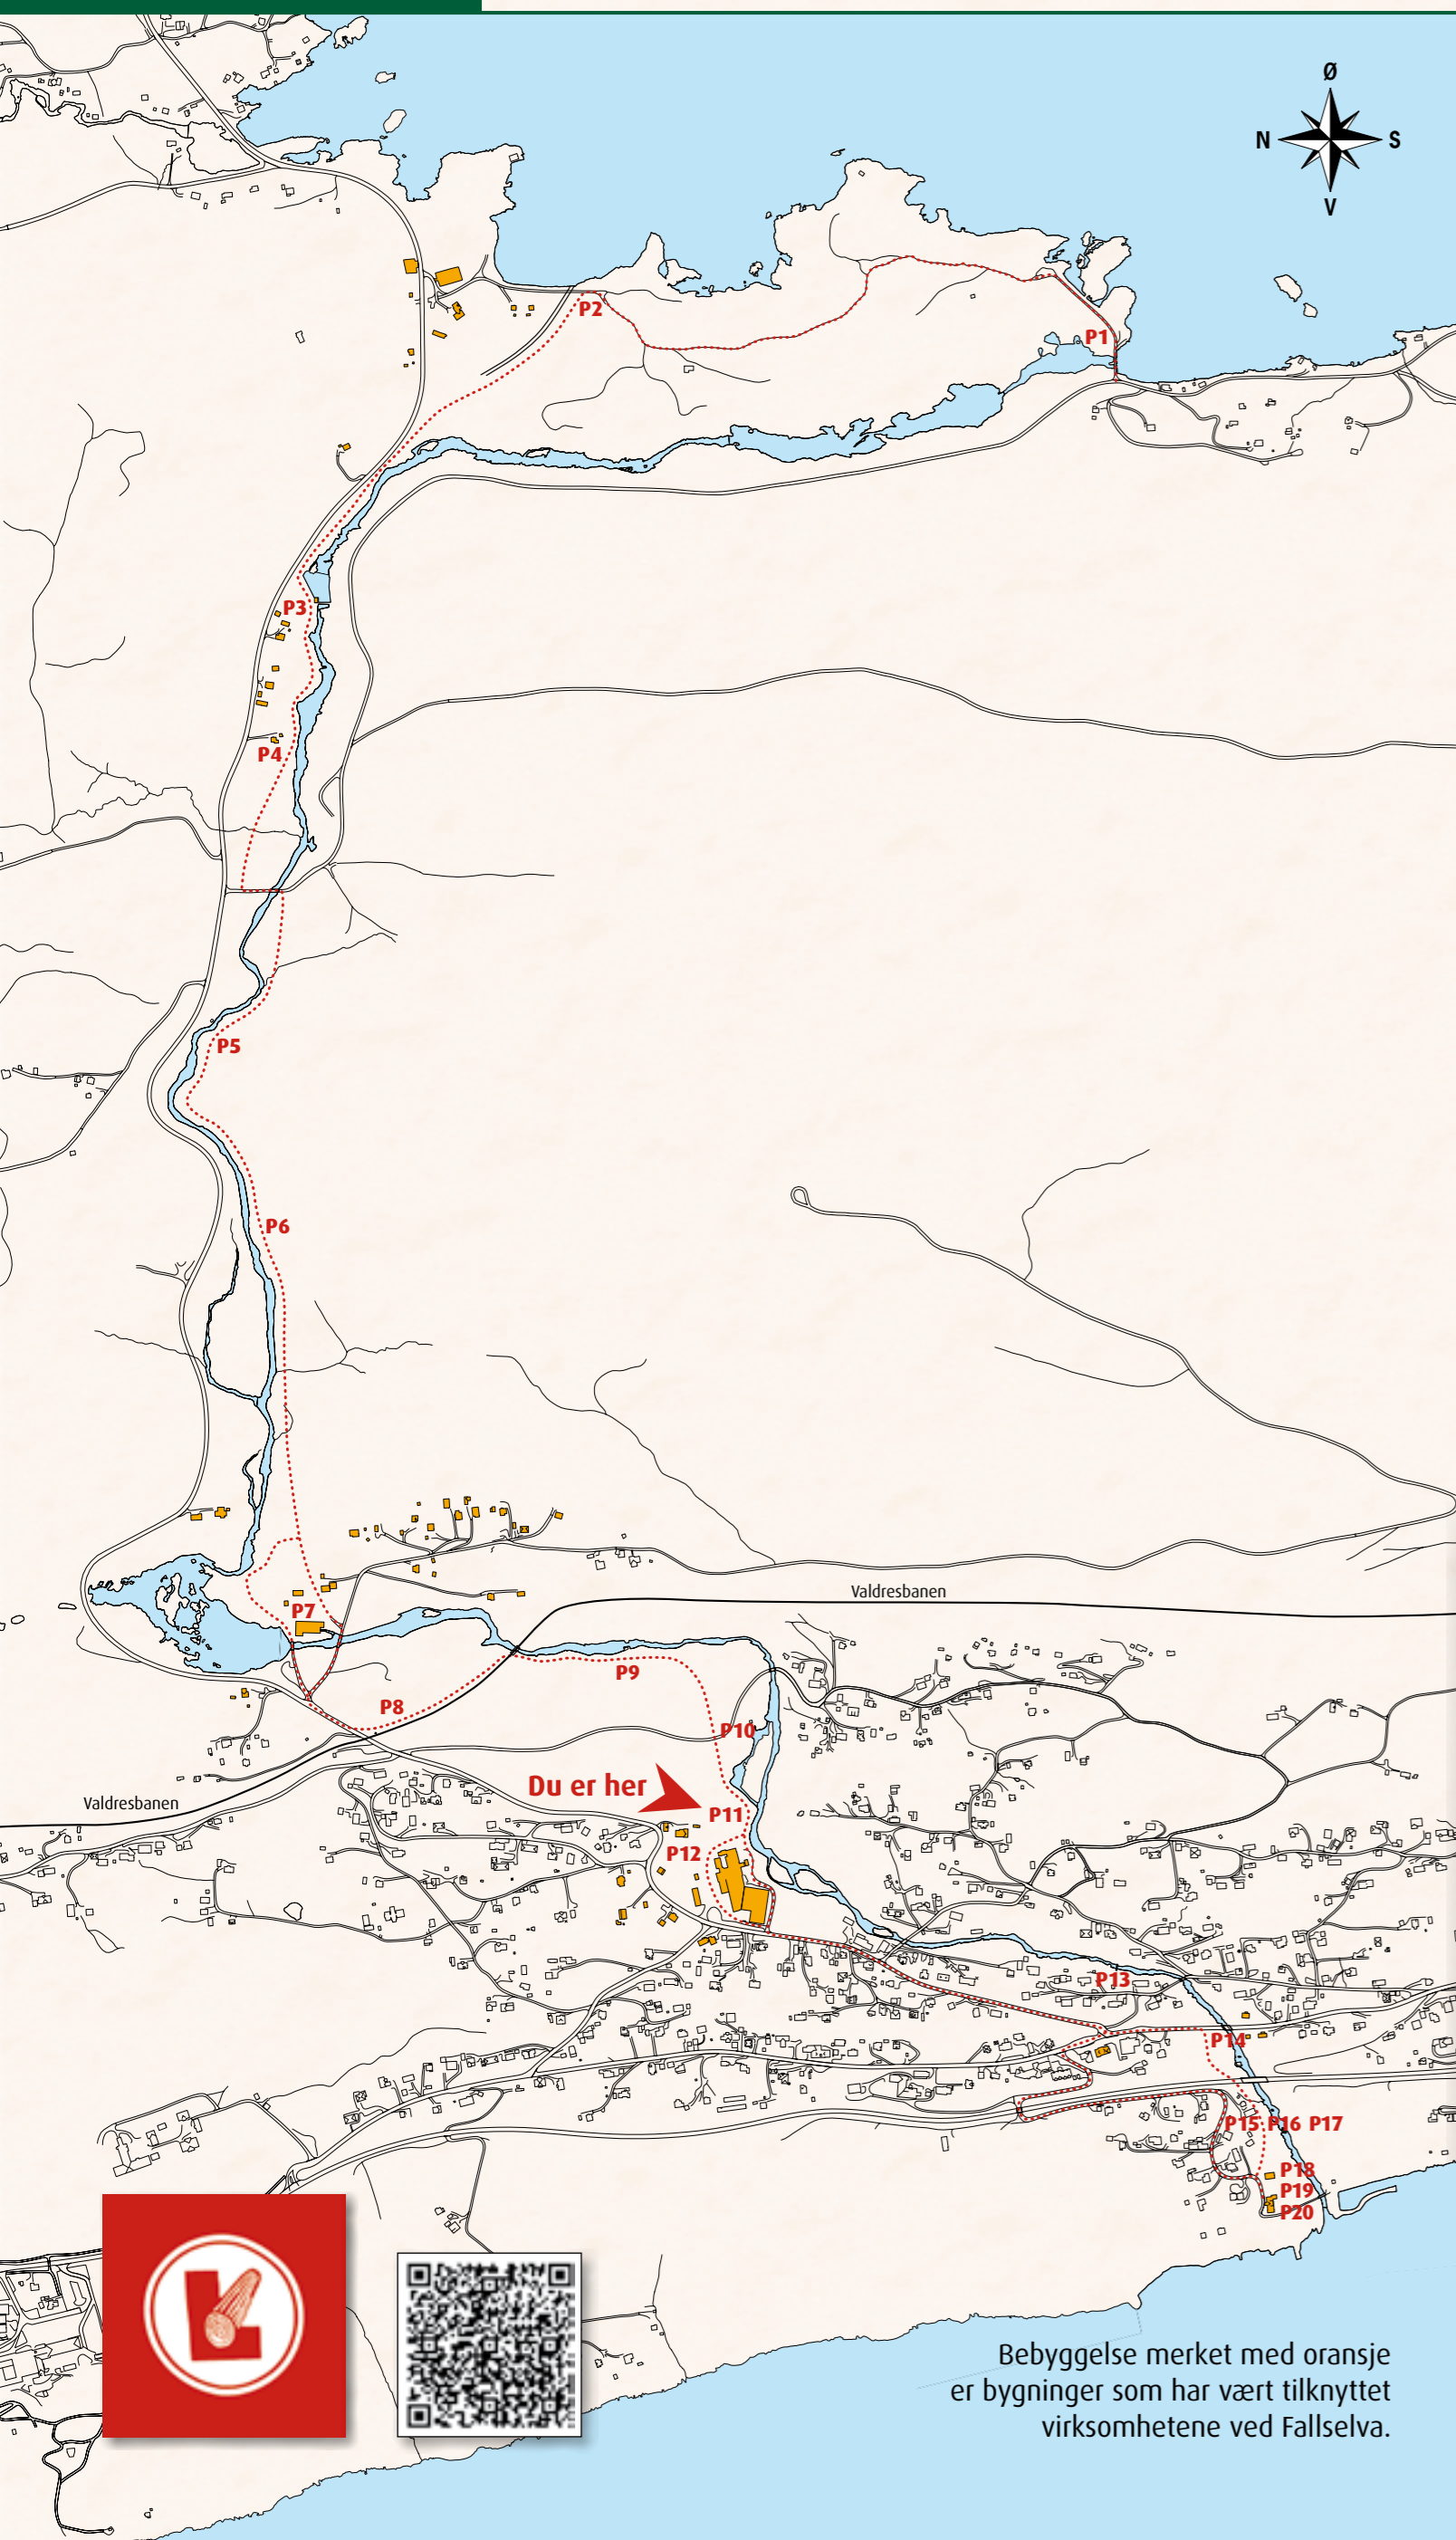 Ø
N S
V
P2
P1
P3
P4
P5
P6
Valdresbanen
P7
P9
P8
P10
Du er her
Valdresbanen
P11
P12
P13
P14
P15 P16 P17
P18
P19
P20
L
Bebyggelse merket med oransje
er bygninger som har vært tilknyttet
virksomhetene ved Fallselva.